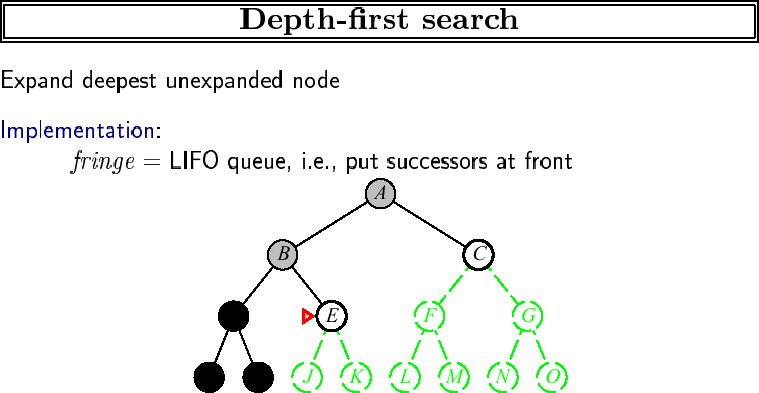 Depth-first search
Expand deepest unexpanded node
Implementation:
fringe = LIFO queue, i.e., put successors at front
A
B C
E F G
J K L M N O